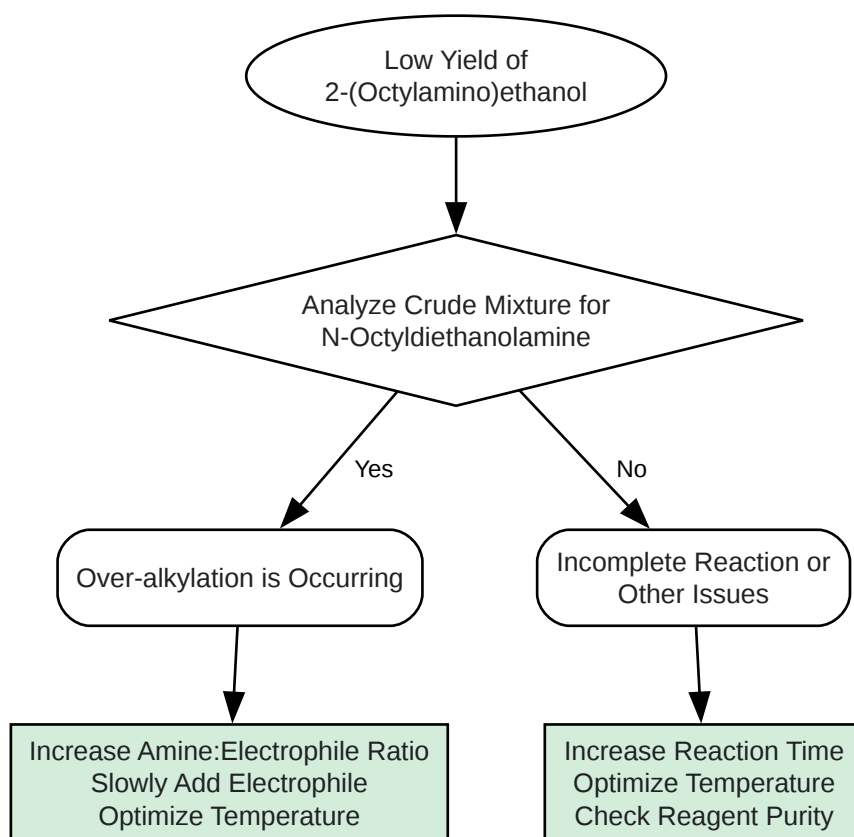 Low Yield of
2-(Octylamino)ethanol
Analyze Crude Mixture for
N-Octyldiethanolamine
Yes
No
Over-alkylation is Occurring
Incomplete Reaction or
Other Issues
Increase Amine:Electrophile Ratio
Slowly Add Electrophile
Optimize Temperature
Increase Reaction Time
Optimize Temperature
Check Reagent Purity